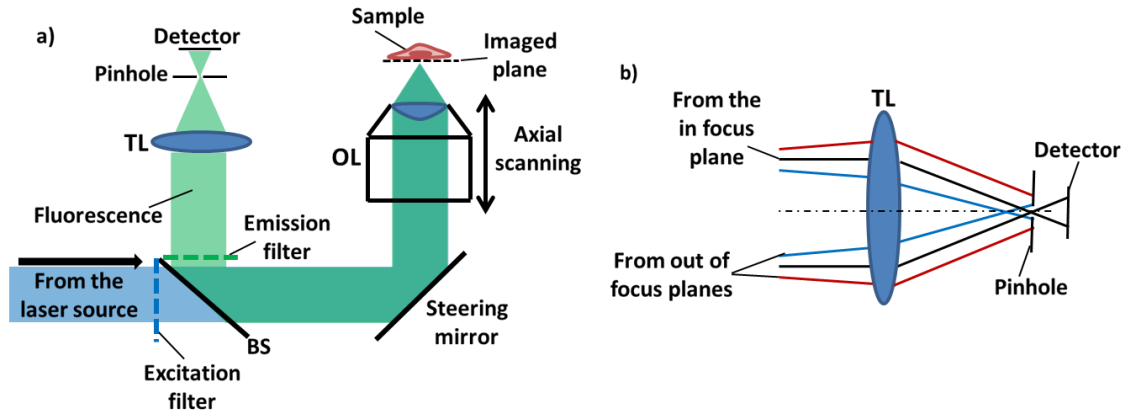 a)
Detector
Pinhole
TL
Fluorescence
Emission
filter
From the
laser source
BS
Excitation
filter
Sample
Imaged
plane
OL
Axial
scanning
Steering
mirror
b)
From the
in focus
plane
TL
Detector
From out of
focus planes
Pinhole